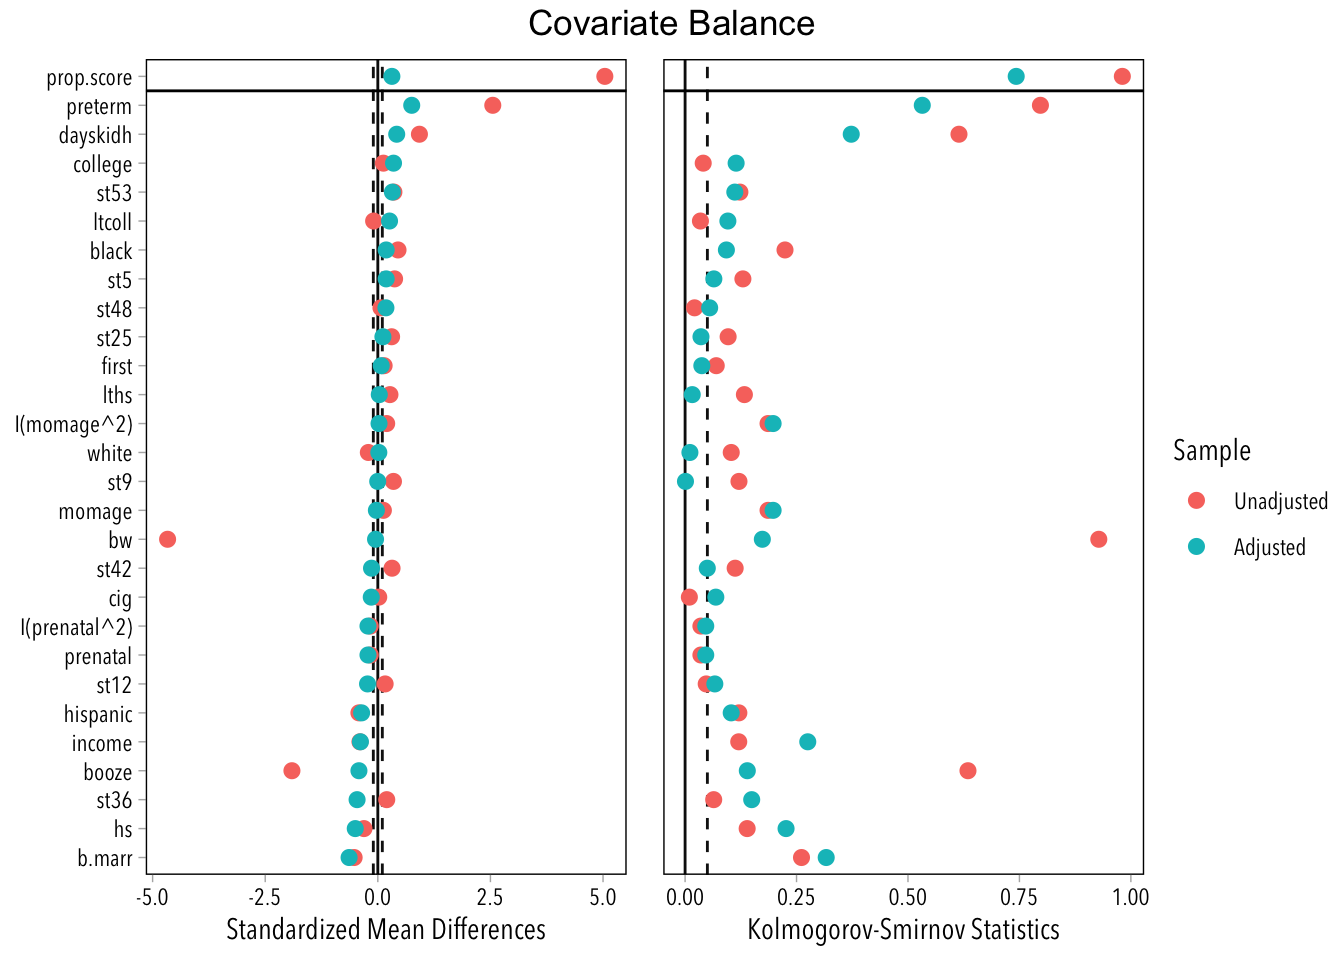 Covariate Balance
prop.score
preterm
dayskidh
college
st53
ltcoll
black
st5
st48
st25
first
lths
I(momage^2)
white
st9
momage
bw
st42
cig
I(prenatal^2)
prenatal
st12
hispanic
income
booze
st36
hs
b.marr
-5.0 -2.5 0.0 2.5 5.0
Standardized Mean Differences
0.00 0.25 0.50 0.75 1.00
Kolmogorov-Smirnov Statistics
Sample
Unadjusted
Adjusted